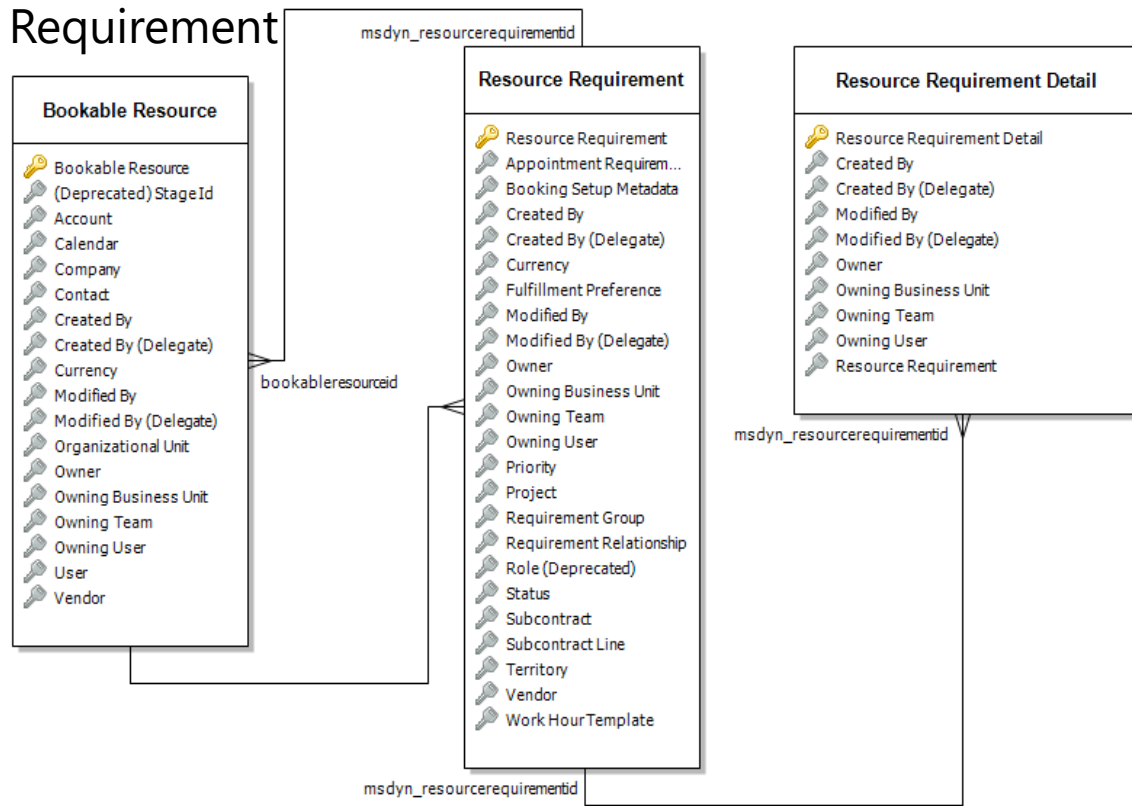 Requirement
msdyn_resourcerequirementid
Bookable Resource
Bookable Resource
(Deprecated) Stage Id
Account
Calendar
Company
Contact
Created By
Created By (Delegate)
Currency
Modified By
Modified By (Delegate)
Organizational Unit
Owner
Owning Business Unit
Owning Team
Owning User
User
Vendor
bookableresourceid
Resource Requirement
Resource Requirement
Appointment Requirem...
Booking Setup Metadata
Created By
Created By (Delegate)
Currency
Fulfillment Preference
Modified By
Modified By (Delegate)
Owner
Owning Business Unit
Owning Team
Owning User
Priority
Project
Requirement Group
Requirement Relationship
Role (Deprecated)
Status
Subcontract
Subcontract Line
Territory
Vendor
Work Hour Template
msdyn_resourcerequirementid
Resource Requirement Detail
Resource Requirement Detail
Created By
Created By (Delegate)
Modified By
Modified By (Delegate)
Owner
Owning Business Unit
Owning Team
Owning User
Resource Requirement
msdyn_resourcerequirementid